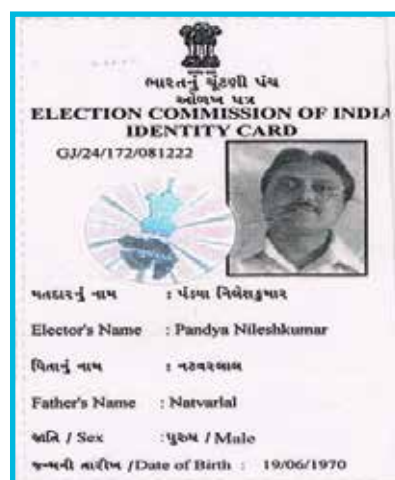 ભારતનું ચૂંટણી પંચ
ઓળખ પત્ર
ELECTION COMMISSION OF INDIA
IDENTITY CARD
GJ/24/172/081222
મતદારનું નામ : પંડયા નિલેશકુમાર
Elector's Name : Pandya Nileshkumar
પિતાનું નામ : નટવરલાલ
Father's Name : Natvarlal
જાતિ / Sex : પુરુષ / Male
જન્મની તારીખ /Date of Birth : 19/06/1970